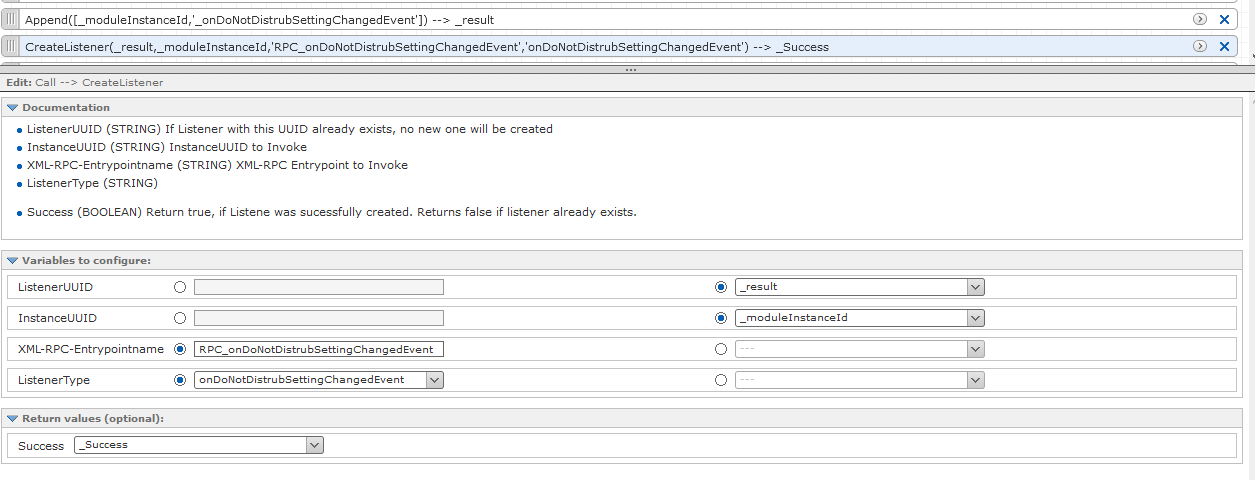 Append([_moduleInstanceId,'_onDoNotDistrubSettingChangedEvent']) --> _result
CreateListener(_result,_moduleInstanceId,'RPC_onDoNotDistrubSettingChangedEvent','onDoNotDistrubSettingChangedEvent') --> _Success
Edit: Call --> CreateListener
Documentation
ListenerUUID (STRING) If Listener with this UUID already exists, no new one will be created
InstanceUUID (STRING) InstanceUUID to Invoke
XML-RPC-Entrypointname (STRING) XML-RPC Entrypoint to Invoke
ListenerType (STRING)
Success (BOOLEAN) Return true, if Listene was sucessfully created. Returns false if listener already exists.
Variables to configure:
ListenerUUID _result
InstanceUUID _moduleInstanceId
XML-RPC-Entrypointname RPC_onDoNotDistrubSettingChangedEvent ---
ListenerType onDoNotDistrubSettingChangedEvent ---
Return values (optional):
Success _Success